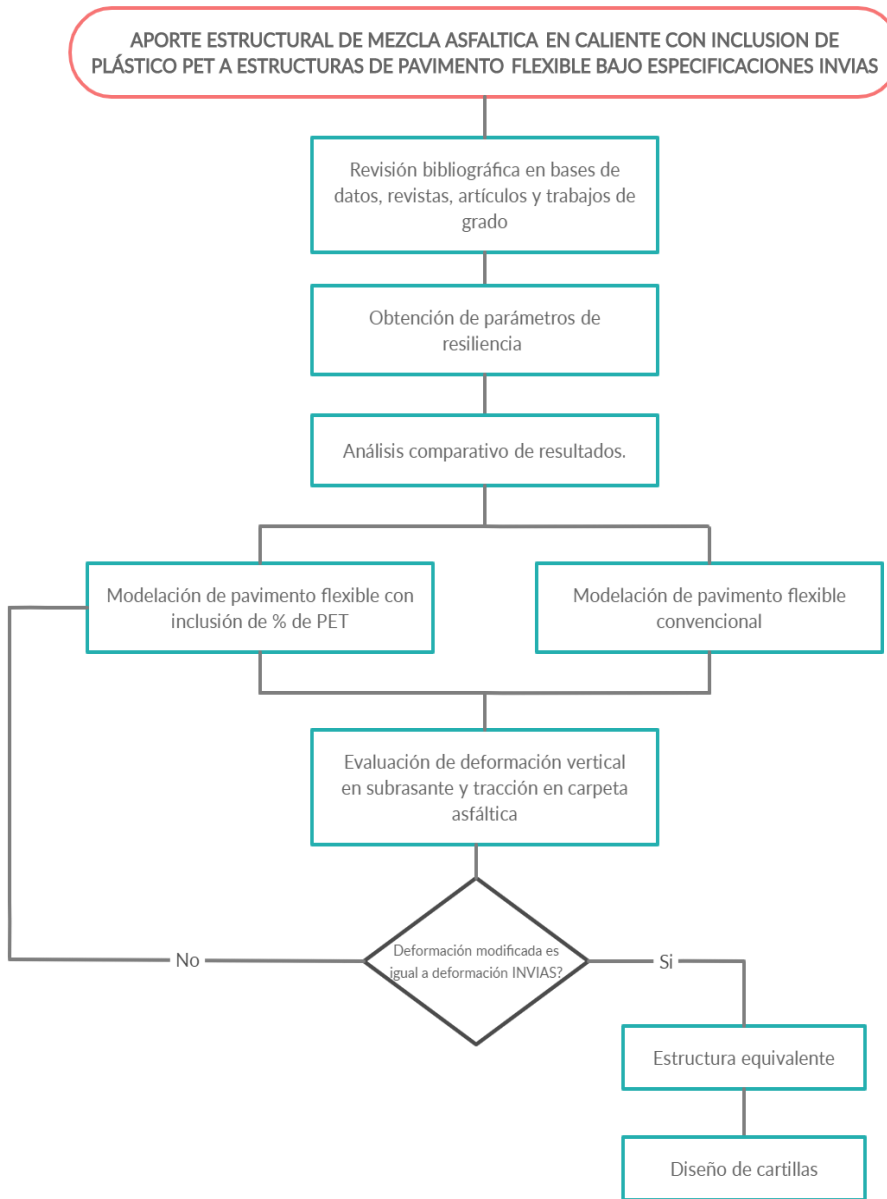 APORTE ESTRUCTURAL DE MEZCLA ASFALTICA EN CALIENTE CON INCLUSION DE
PLÁSTICO PET A ESTRUCTURAS DE PAVIMENTO FLEXIBLE BAJO ESPECIFICACIONES INVIAS
Revisión bibliográfica en bases de
datos, revistas, artículos y trabajos de
grado
Obtención de parámetros de
resiliencia
Análisis comparativo de resultados.
Modelación de pavimento flexible con
inclusión de % de PET
Modelación de pavimento flexible
convencional
Evaluación de deformación vertical
en subrasante y tracción en carpeta
asfáltica
Deformación modificada es
igual a deformación INVIAS?
No
Si
Estructura equivalente
Diseño de cartillas